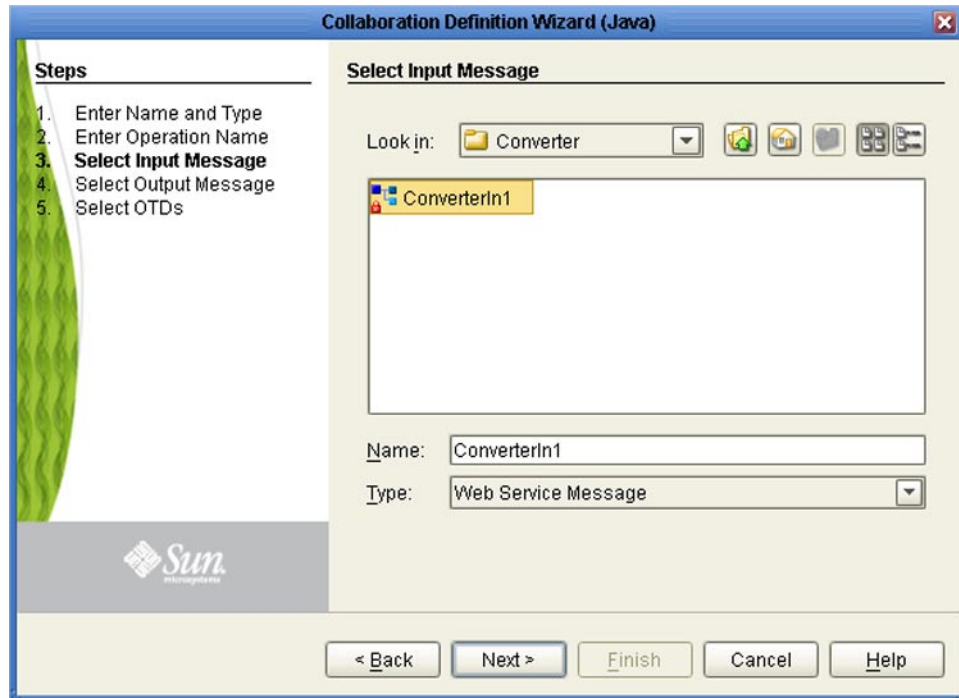 Collaboration Definition Wizard (Java)
Steps
1. Enter Name and Type
2. Enter Operation Name
3. Select Input Message
4. Select Output Message
5. Select OTDs
Select Input Message
Look in: Converter
ConverterIn1
Name: ConverterIn1
Type: Web Service Message
Sun
microsystems
< Back Next > Finish Cancel Help